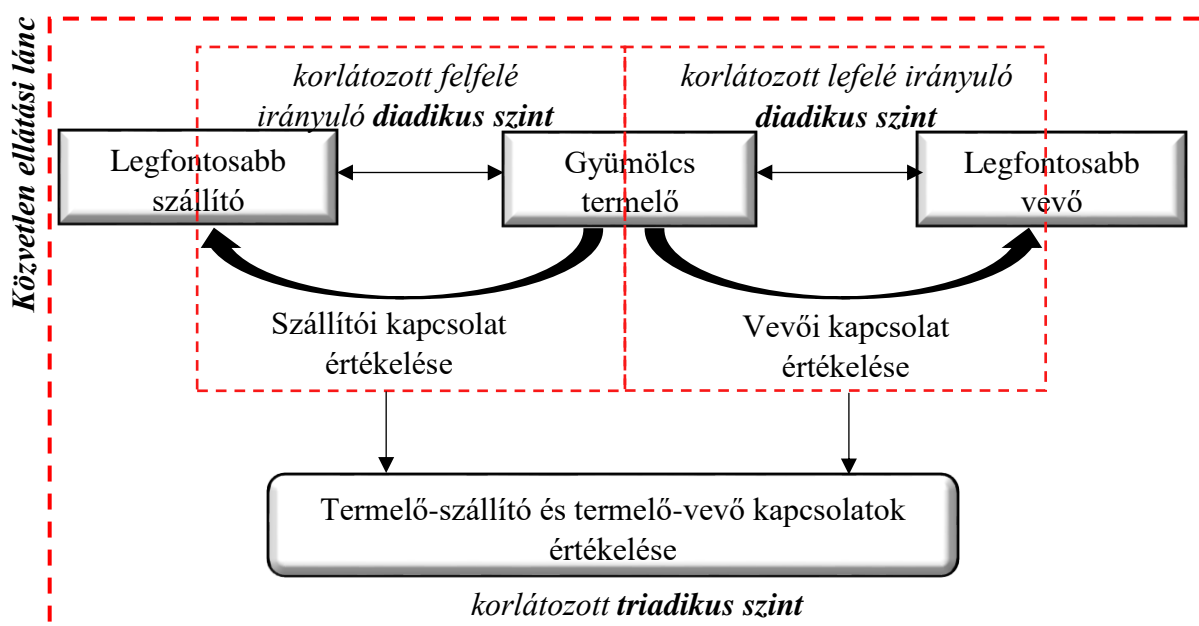 Közvetlen ellátási lánc
korlátozott felfelé
irányuló diadikus szint
korlátozott lefelé irányuló
diadikus szint
Legfontosabb
szállító
Gyümölcs
termelő
Legfontosabb
vevő
Szállítói kapcsolat
értékelése
Vevői kapcsolat
értékelése
Termelő-szállító és termelő-vevő kapcsolatok
értékelése
korlátozott triadikus szint